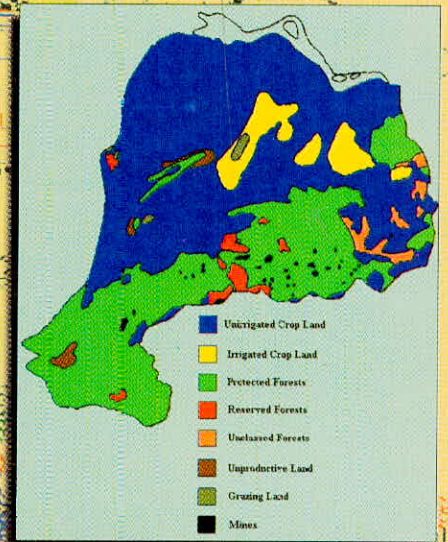 Unirrigated Crop Land
Irrigated Crop Land
Protected Forests
Reserved Forests
Unclassed Forests
Unproductive Land
Grazing Land
Mines